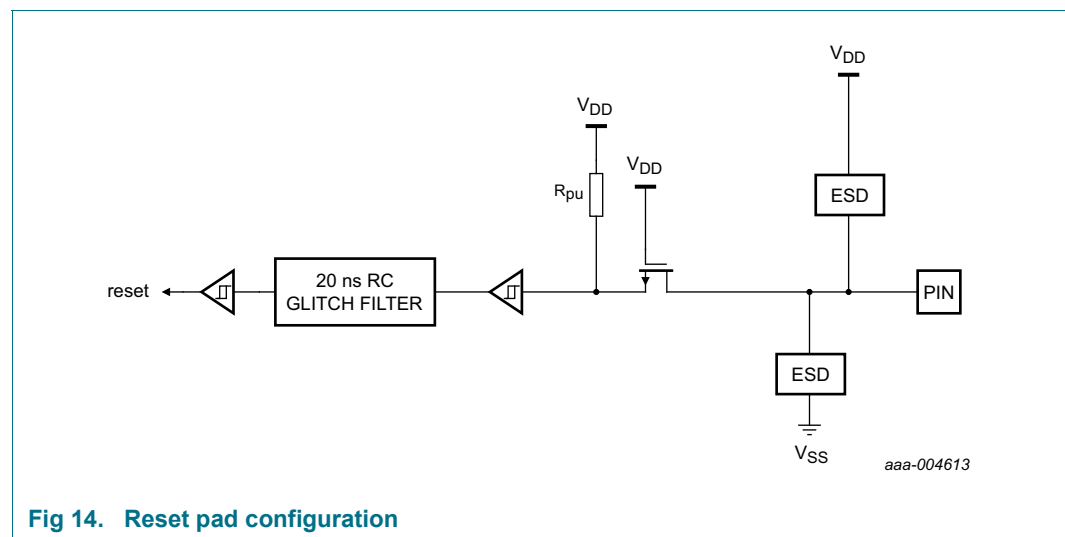 VDD
VDD
VDD
Rpu
ESD
reset
20 ns RC
GLITCH FILTER
PIN
ESD
VSS
aaa-004613
Fig 14. Reset pad configuration